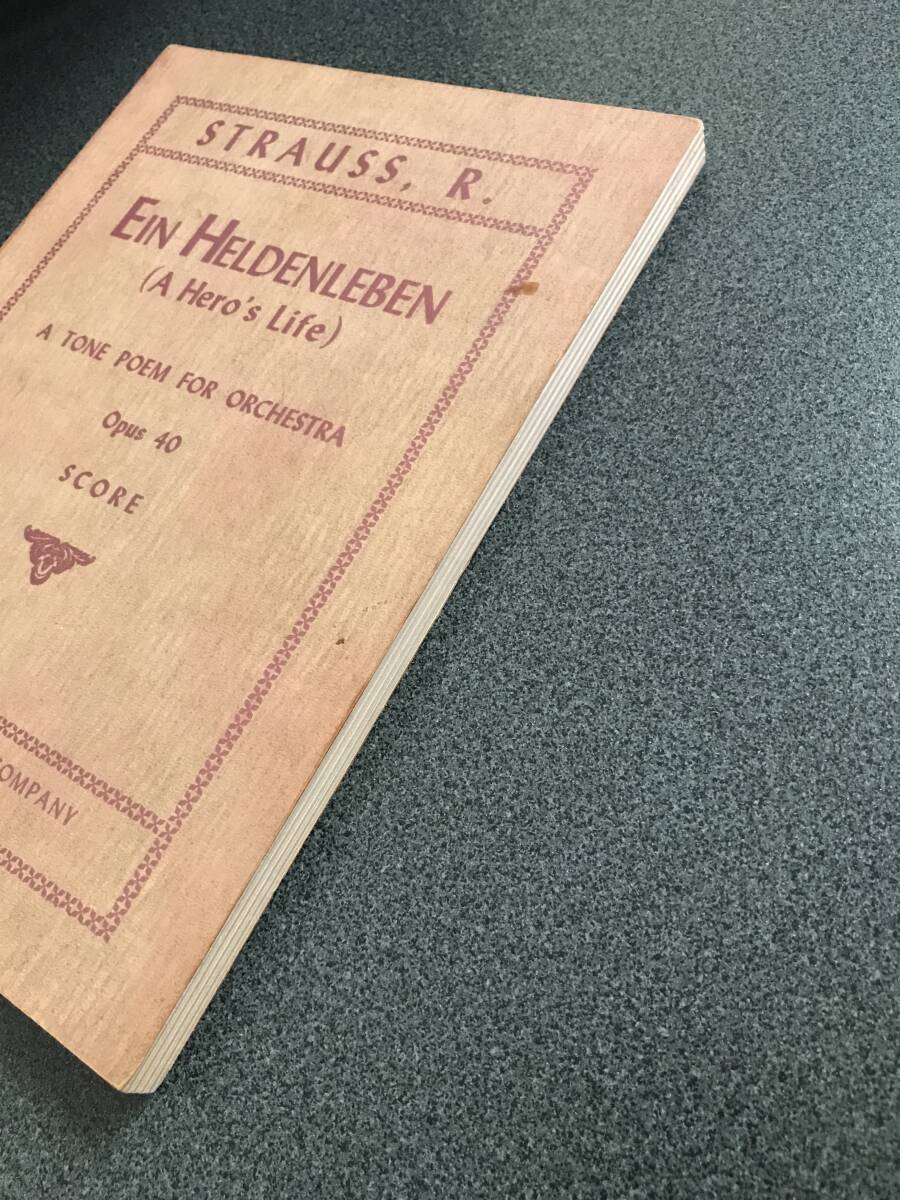 STRAUSS, R.
EIN HELDENLEBEN
(A Hero's Life)
A TONE POEM FOR ORCHESTRA
Opus 40
SCORE
COMPANY